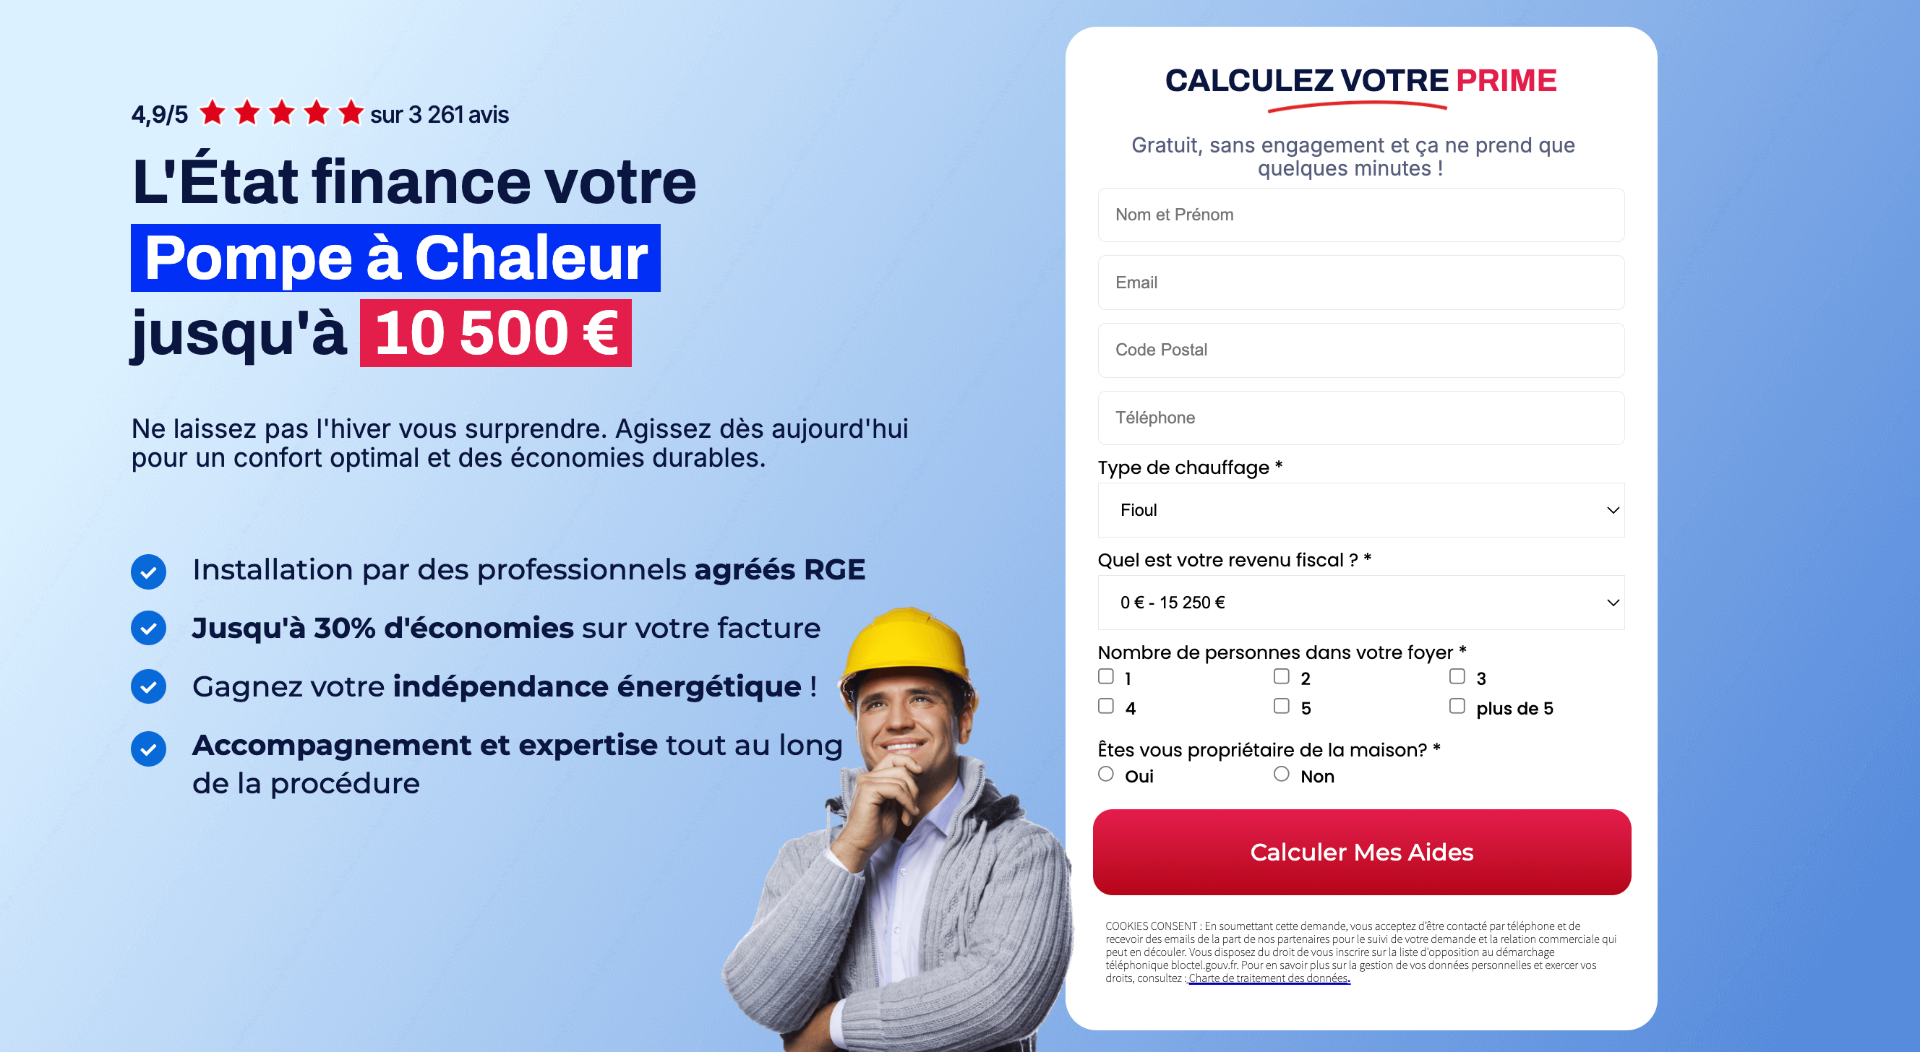 4,9/5 sur 3 261 avis
L'État finance votre
Pompe à Chaleur
jusqu'à 10 500 €
Ne laissez pas l'hiver vous surprendre. Agissez dès aujourd'hui
pour un confort optimal et des économies durables.
Installation par des professionnels agréés RGE
Jusqu'à 30% d'économies sur votre facture
Gagnez votre indépendance énergétique !
Accompagnement et expertise tout au long
de la procédure
CALCULEZ VOTRE PRIME
Gratuit, sans engagement et ça ne prend que
quelques minutes !
Nom et Prénom
Email
Code Postal
Téléphone
Type de chauffage *
Fioul
Quel est votre revenu fiscal ? *
0 € - 15 250 €
Nombre de personnes dans votre foyer *
1 2 3
4 5 plus de 5
Êtes vous propriétaire de la maison? *
Oui Non
Calculer Mes Aides
COOKIES CONSENT : En soumettant cette demande, vous acceptez d'être contacté par téléphone et de
recevoir des emails de la part de nos partenaires pour le suivi de votre demande et la relation commerciale qui
peut en découler. Vous disposez du droit de vous inscrire sur la liste d'opposition au démarchage
téléphonique bloctel.gouv.fr. Pour en savoir plus sur la gestion de vos données personnelles et exercer vos
droits, consultez : Charte de traitement des données.